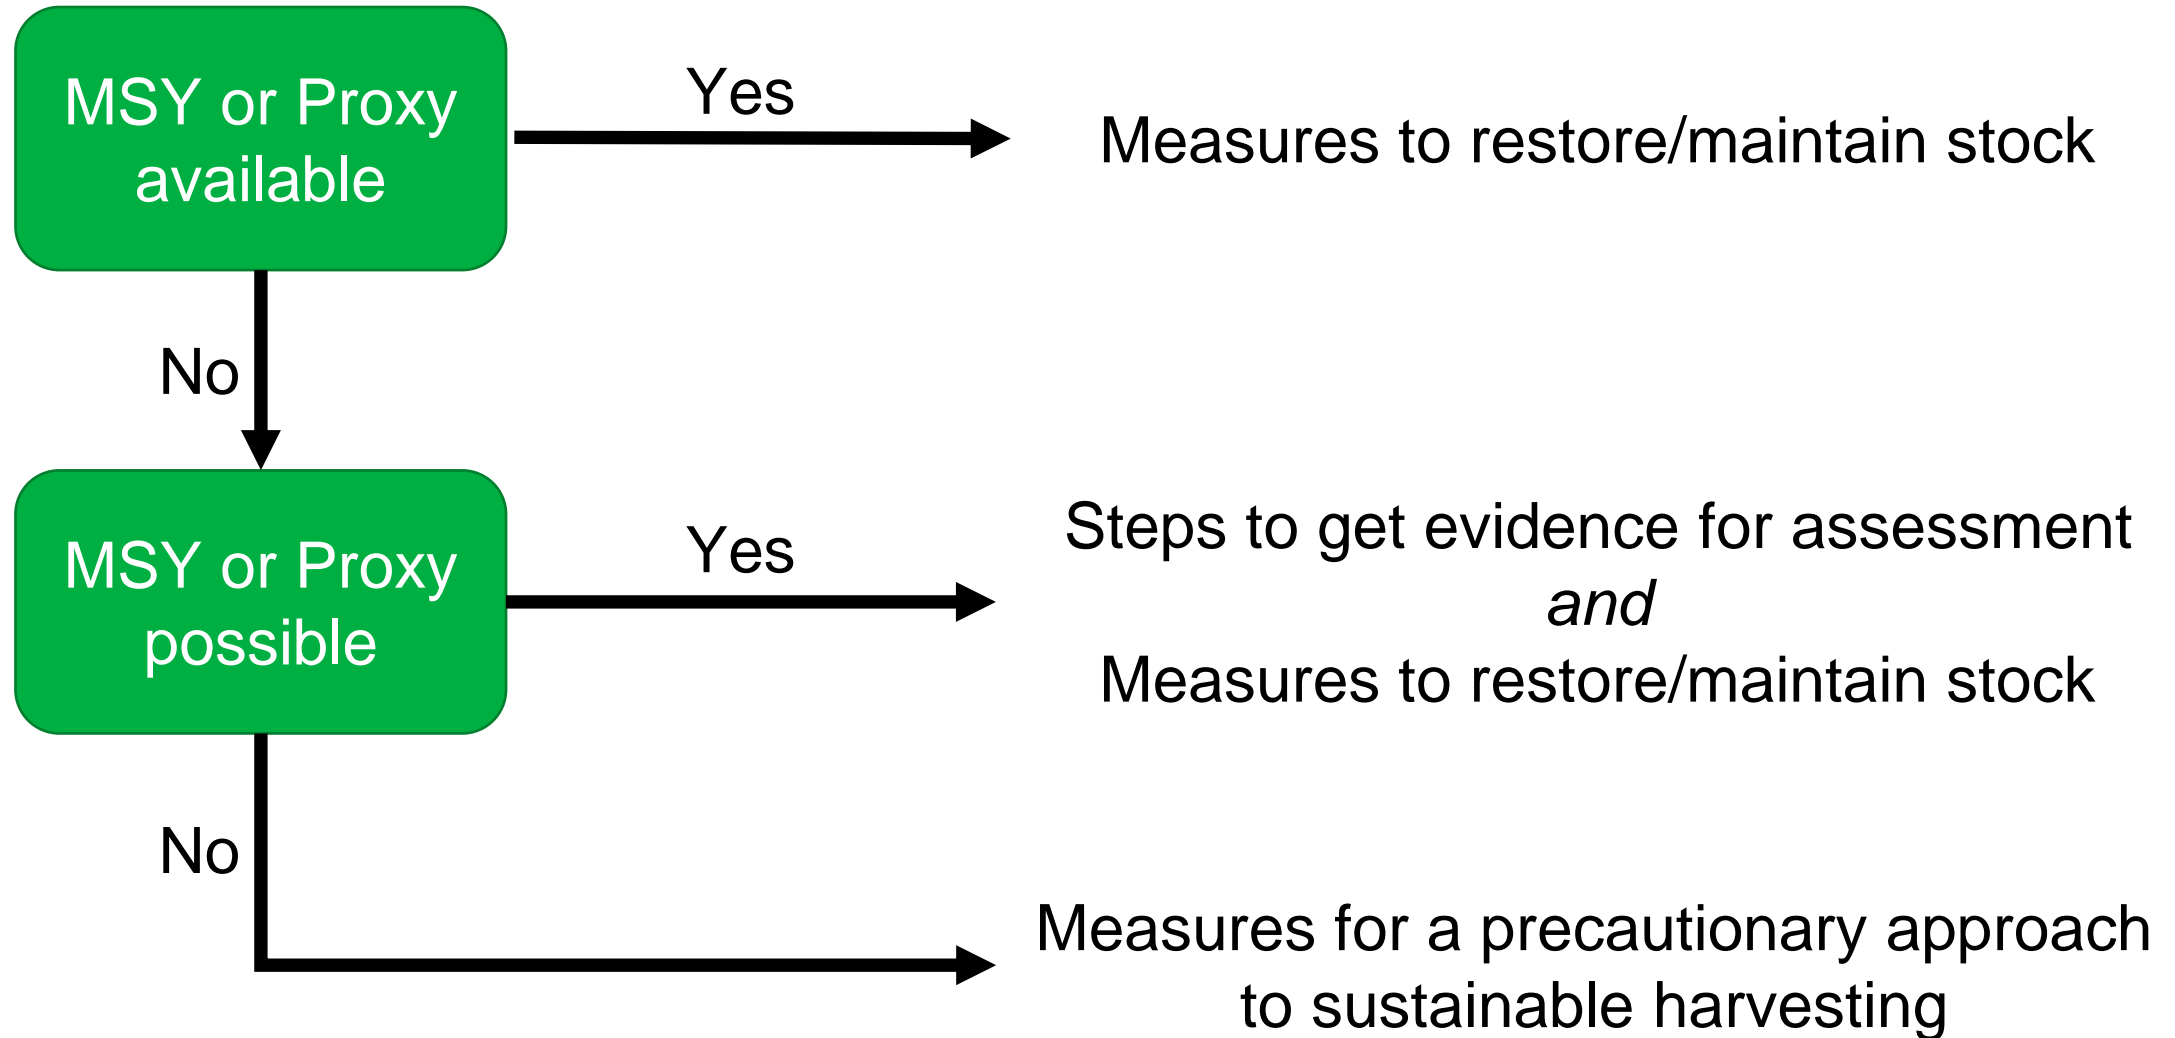 MSY or Proxy
available
Yes
Measures to restore/maintain stock
No
MSY or Proxy
possible
Yes
Steps to get evidence for assessment
and
Measures to restore/maintain stock
No
Measures for a precautionary approach
to sustainable harvesting